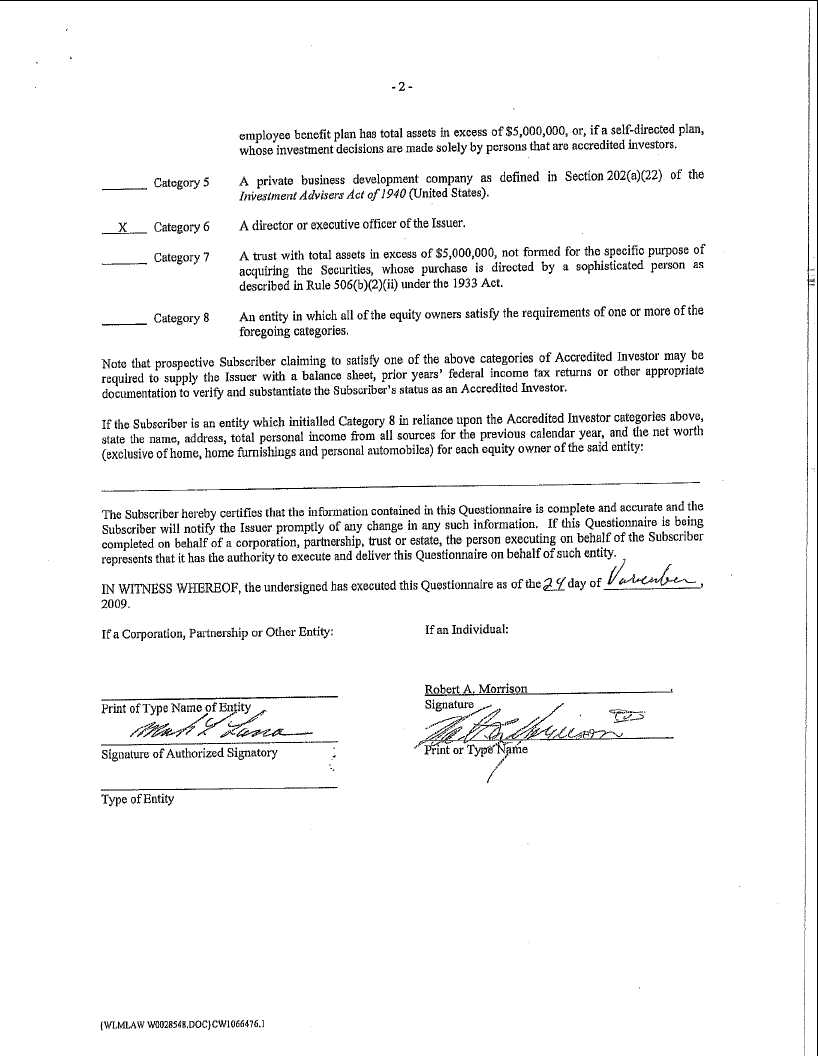 - 2 -
employee benefit plan has total assets in excess of $5,000,000, or, if a self-directed plan,
whose investment decisions are made solely by persons that are accredited investors.
______ Category 5 A private business development company as defined in Section 202(a)(22) of the
Investment Advisers Act of 1940 (United States).
__X__ Category 6 A director or executive officer of the Issuer.
______ Category 7 A trust with total assets in excess of $5,000,000, not formed for the specific purpose of
acquiring the Securities, whose purchase is directed by a sophisticated person as
described in Rule 506(b)(2)(ii) under the 1933 Act.
______ Category 8 An entity in which all of the equity owners satisfy the requirements of one or more of the
foregoing categories.
Note that prospective Subscriber claiming to satisfy one of the above categories of Accredited Investor may be
required to supply the Issuer with a balance sheet, prior years' federal income tax returns or other appropriate
documentation to verify and substantiate the Subscriber's status as an Accredited Investor.
If the Subscriber is an entity which initialled Category 8 in reliance upon the Accredited Investor categories above,
state the name, address, total personal income from all sources for the previous calendar year, and the net worth
(exclusive of home, home furnishings and personal automobiles) for each equity owner of the said entity:
The Subscriber hereby certifies that the information contained in this Questionnaire is complete and accurate and the
Subscriber will notify the Issuer promptly of any change in any such information. If this Questionnaire is being
completed on behalf of a corporation, partnership, trust or estate, the person executing on behalf of the Subscriber
represents that it has the authority to execute and deliver this Questionnaire on behalf of such entity.
IN WITNESS WHEREOF, the undersigned has executed this Questionnaire as of the 24 day of November,
2009.
If a Corporation, Partnership or Other Entity: If an Individual:
Robert A. Morrison
Print of Type Name of Entity Signature
Signature of Authorized Signatory Print or Type Name
Type of Entity
(WLMLAW W0028548.DOC)CW1066476.1